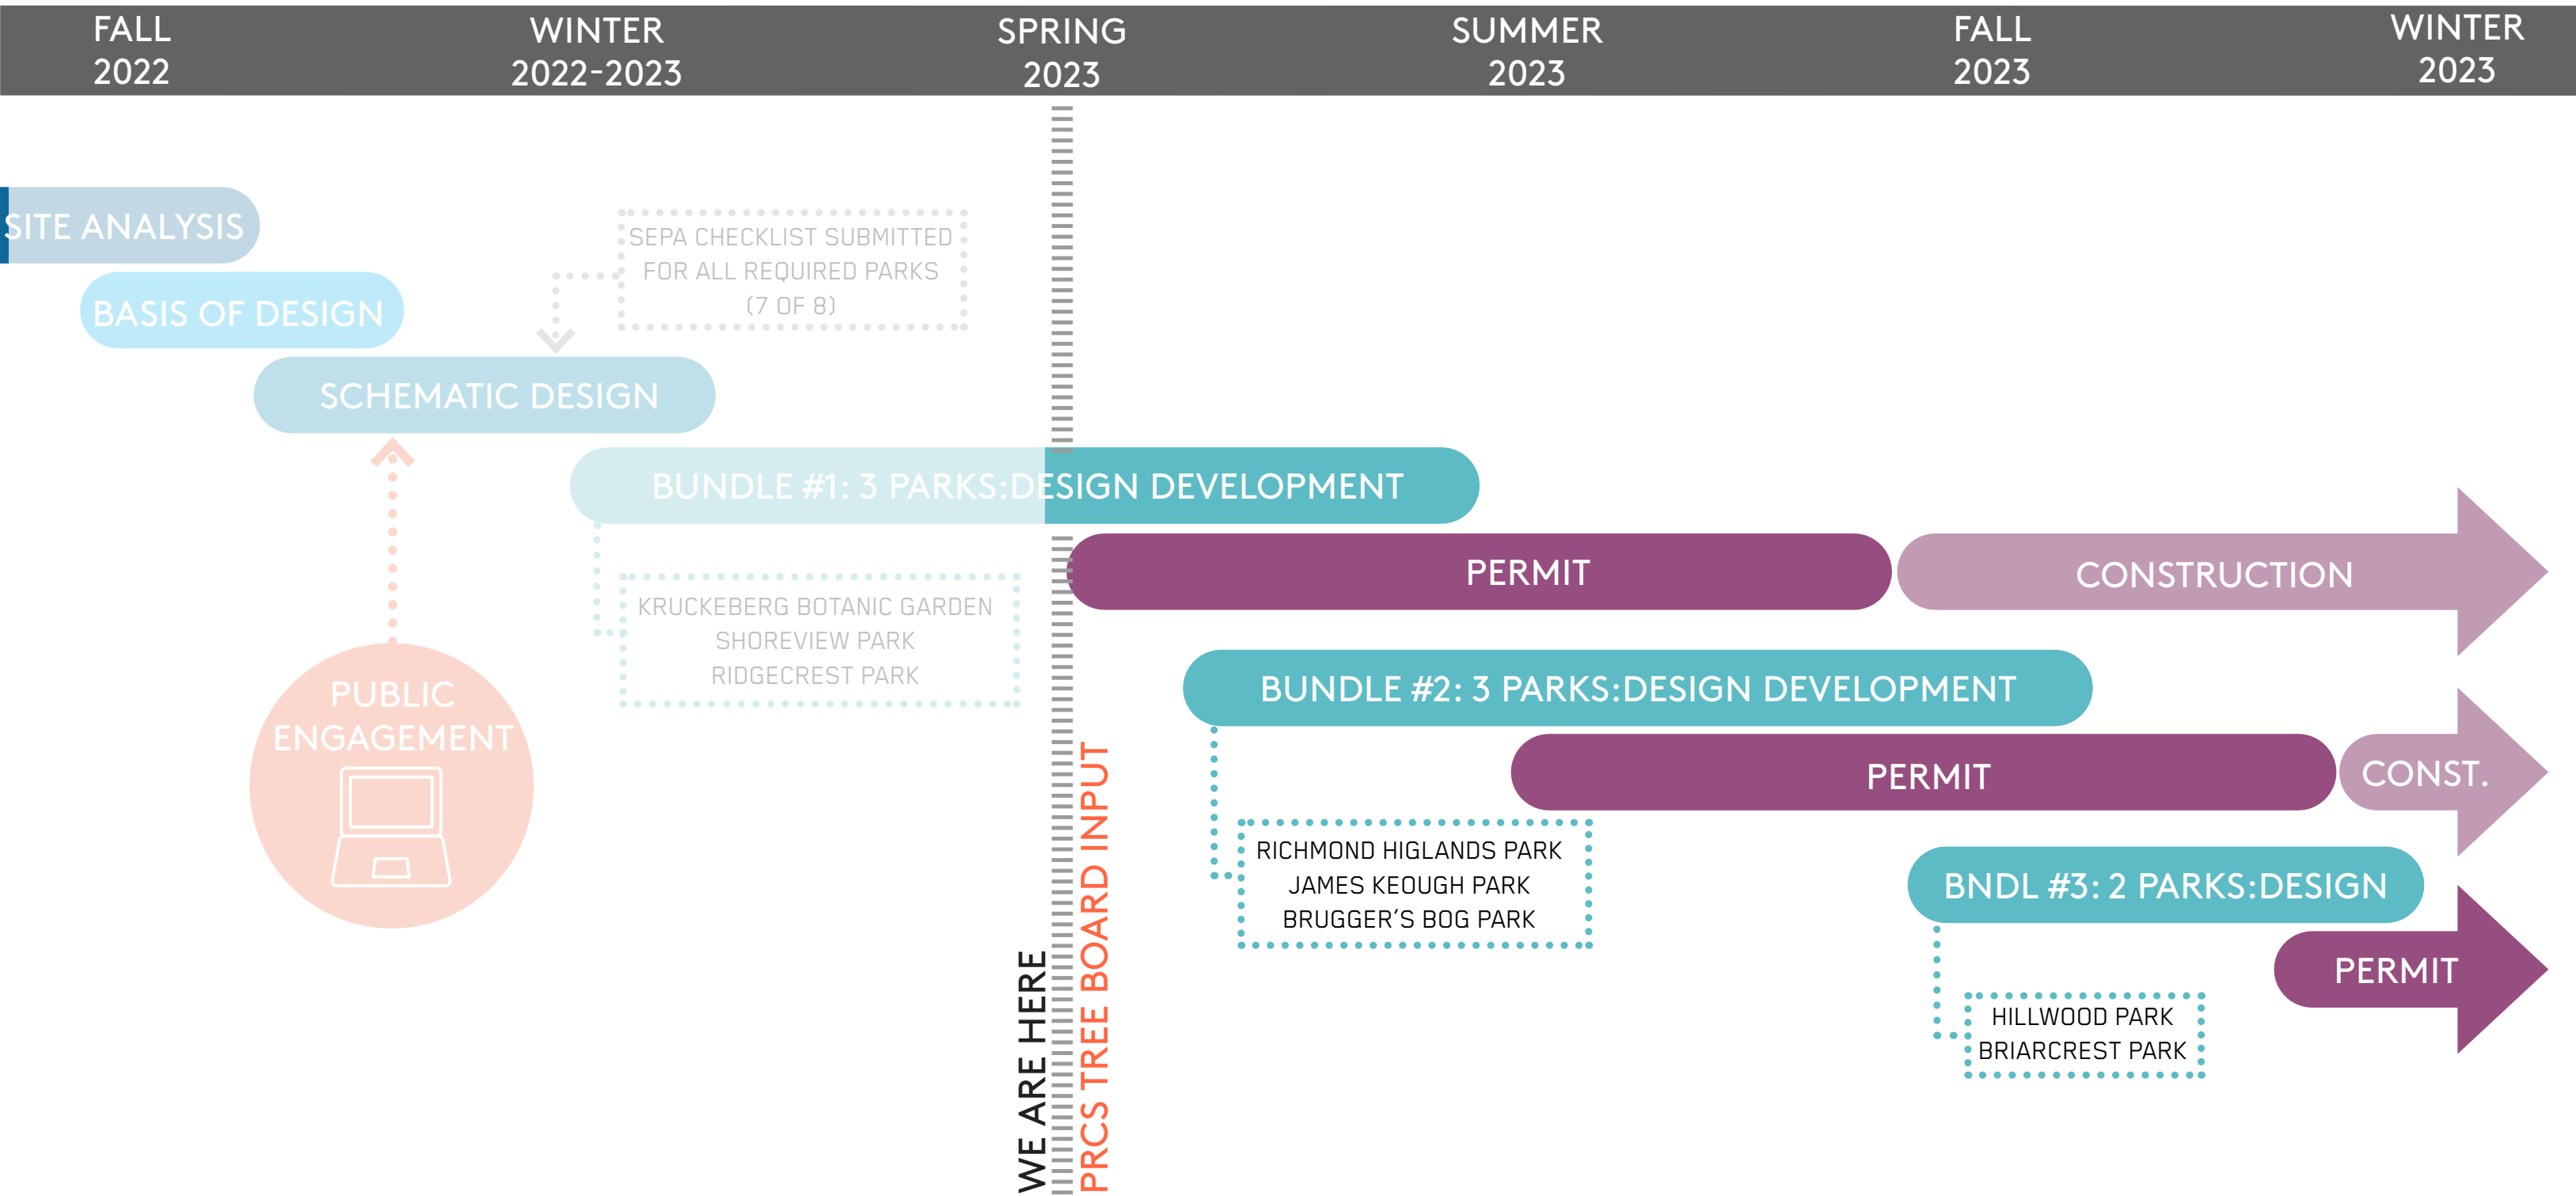 FALL
2022
WINTER
2022-2023
SPRING
2023
SUMMER
2023
FALL
2023
WINTER
2023
SITE ANALYSIS
BASIS OF DESIGN
SEPA CHECKLIST SUBMITTED
FOR ALL REQUIRED PARKS
(7 OF 8)
SCHEMATIC DESIGN
BUNDLE #1: 3 PARKS:DESIGN DEVELOPMENT
PERMIT
CONSTRUCTION
KRUCKEBERG BOTANIC GARDEN
SHOREVIEW PARK
RIDGECREST PARK
PUBLIC
ENGAGEMENT
BUNDLE #2: 3 PARKS:DESIGN DEVELOPMENT
PERMIT
CONST.
RICHMOND HIGLANDS PARK
JAMES KEOUGH PARK
BRUGGER'S BOG PARK
BNDL #3: 2 PARKS:DESIGN
PERMIT
HILLWOOD PARK
BRIARCREST PARK
WE ARE HERE
PRCS TREE BOARD INPUT